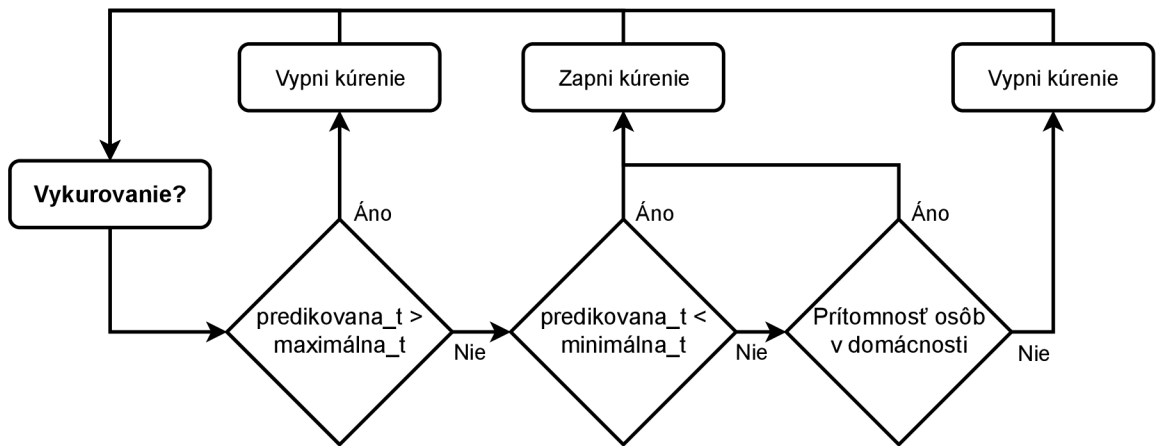 Vypni kúrenie
Zapni kúrenie
Vypni kúrenie
Vykurovanie?
Áno
Áno
Áno
predikovana_t >
maximálna_t
Nie
predikovana_t <
minimálna_t
Nie
Prítomnosť osôb
v domácnosti
Nie